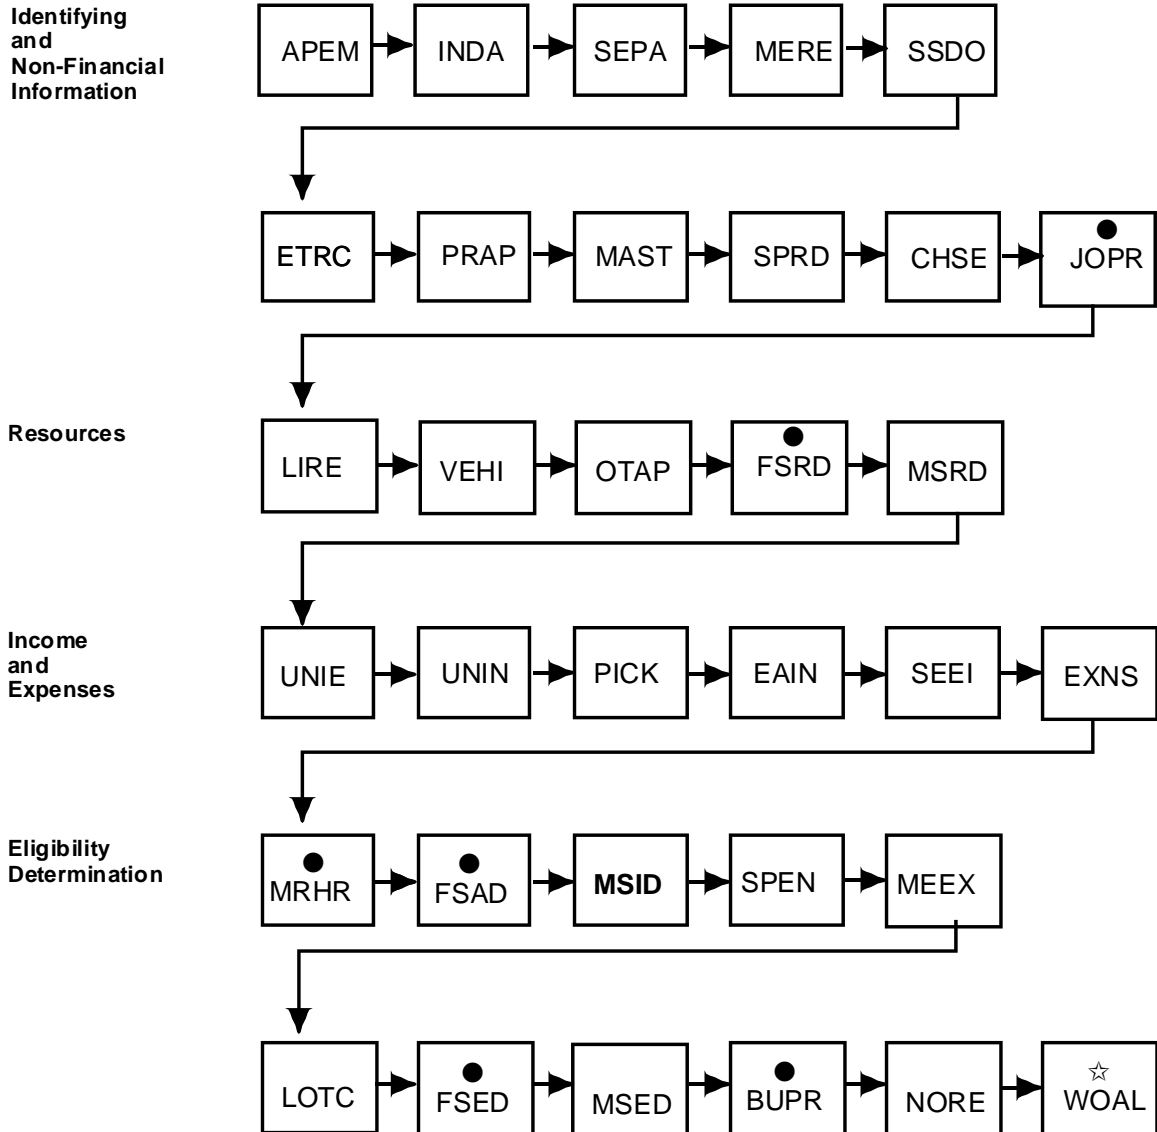 Identifying
and
Non-Financial
Information
APEM INDA SEPA MERE SSDO
ETRC PRAP MAST SPRD CHSE JOPR
Resources
LIRE VEHI OTAP FSRD MSRD
Income
and
Expenses
UNIE UNIN PICK EAIN SEEI EXNS
Eligibility
Determination
MRHR FSAD MSID SPEN MEEX
LOTC FSED MSED BUPR NORE WOAL